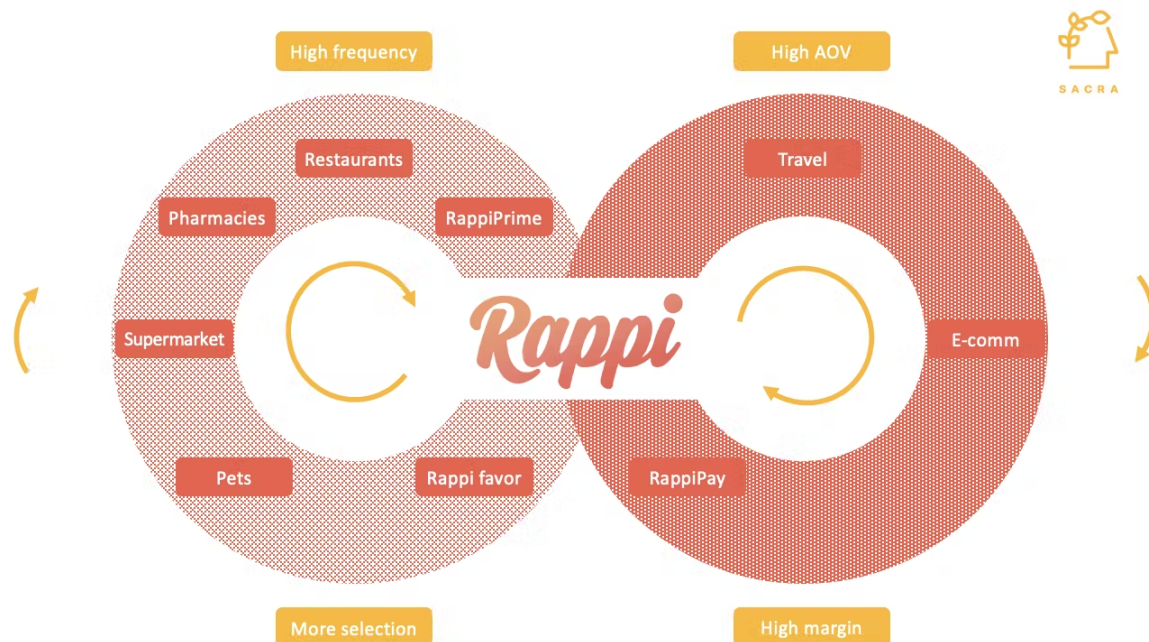 High frequency
High AOV
SACRA
Restaurants
Travel
Pharmacies
RappiPrime
Rappi
Supermarket
E-comm
Pets
Rappi favor
RappiPay
More selection
High margin